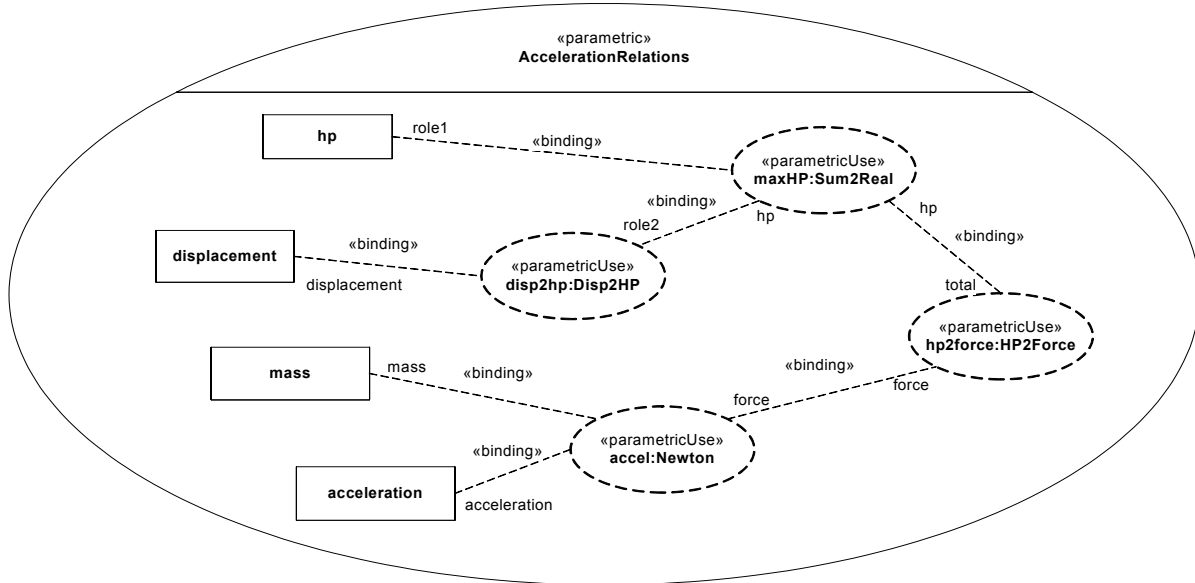 «parametric»
AccelerationRelations
hp
role1
«binding»
«parametricUse»
maxHP:Sum2Real
«binding»
role2
hp
hp
«binding»
displacement
«binding»
displacement
«parametricUse»
disp2hp:Disp2HP
total
«parametricUse»
hp2force:HP2Force
mass
mass
«binding»
«binding»
force
force
«parametricUse»
accel:Newton
«binding»
acceleration
acceleration